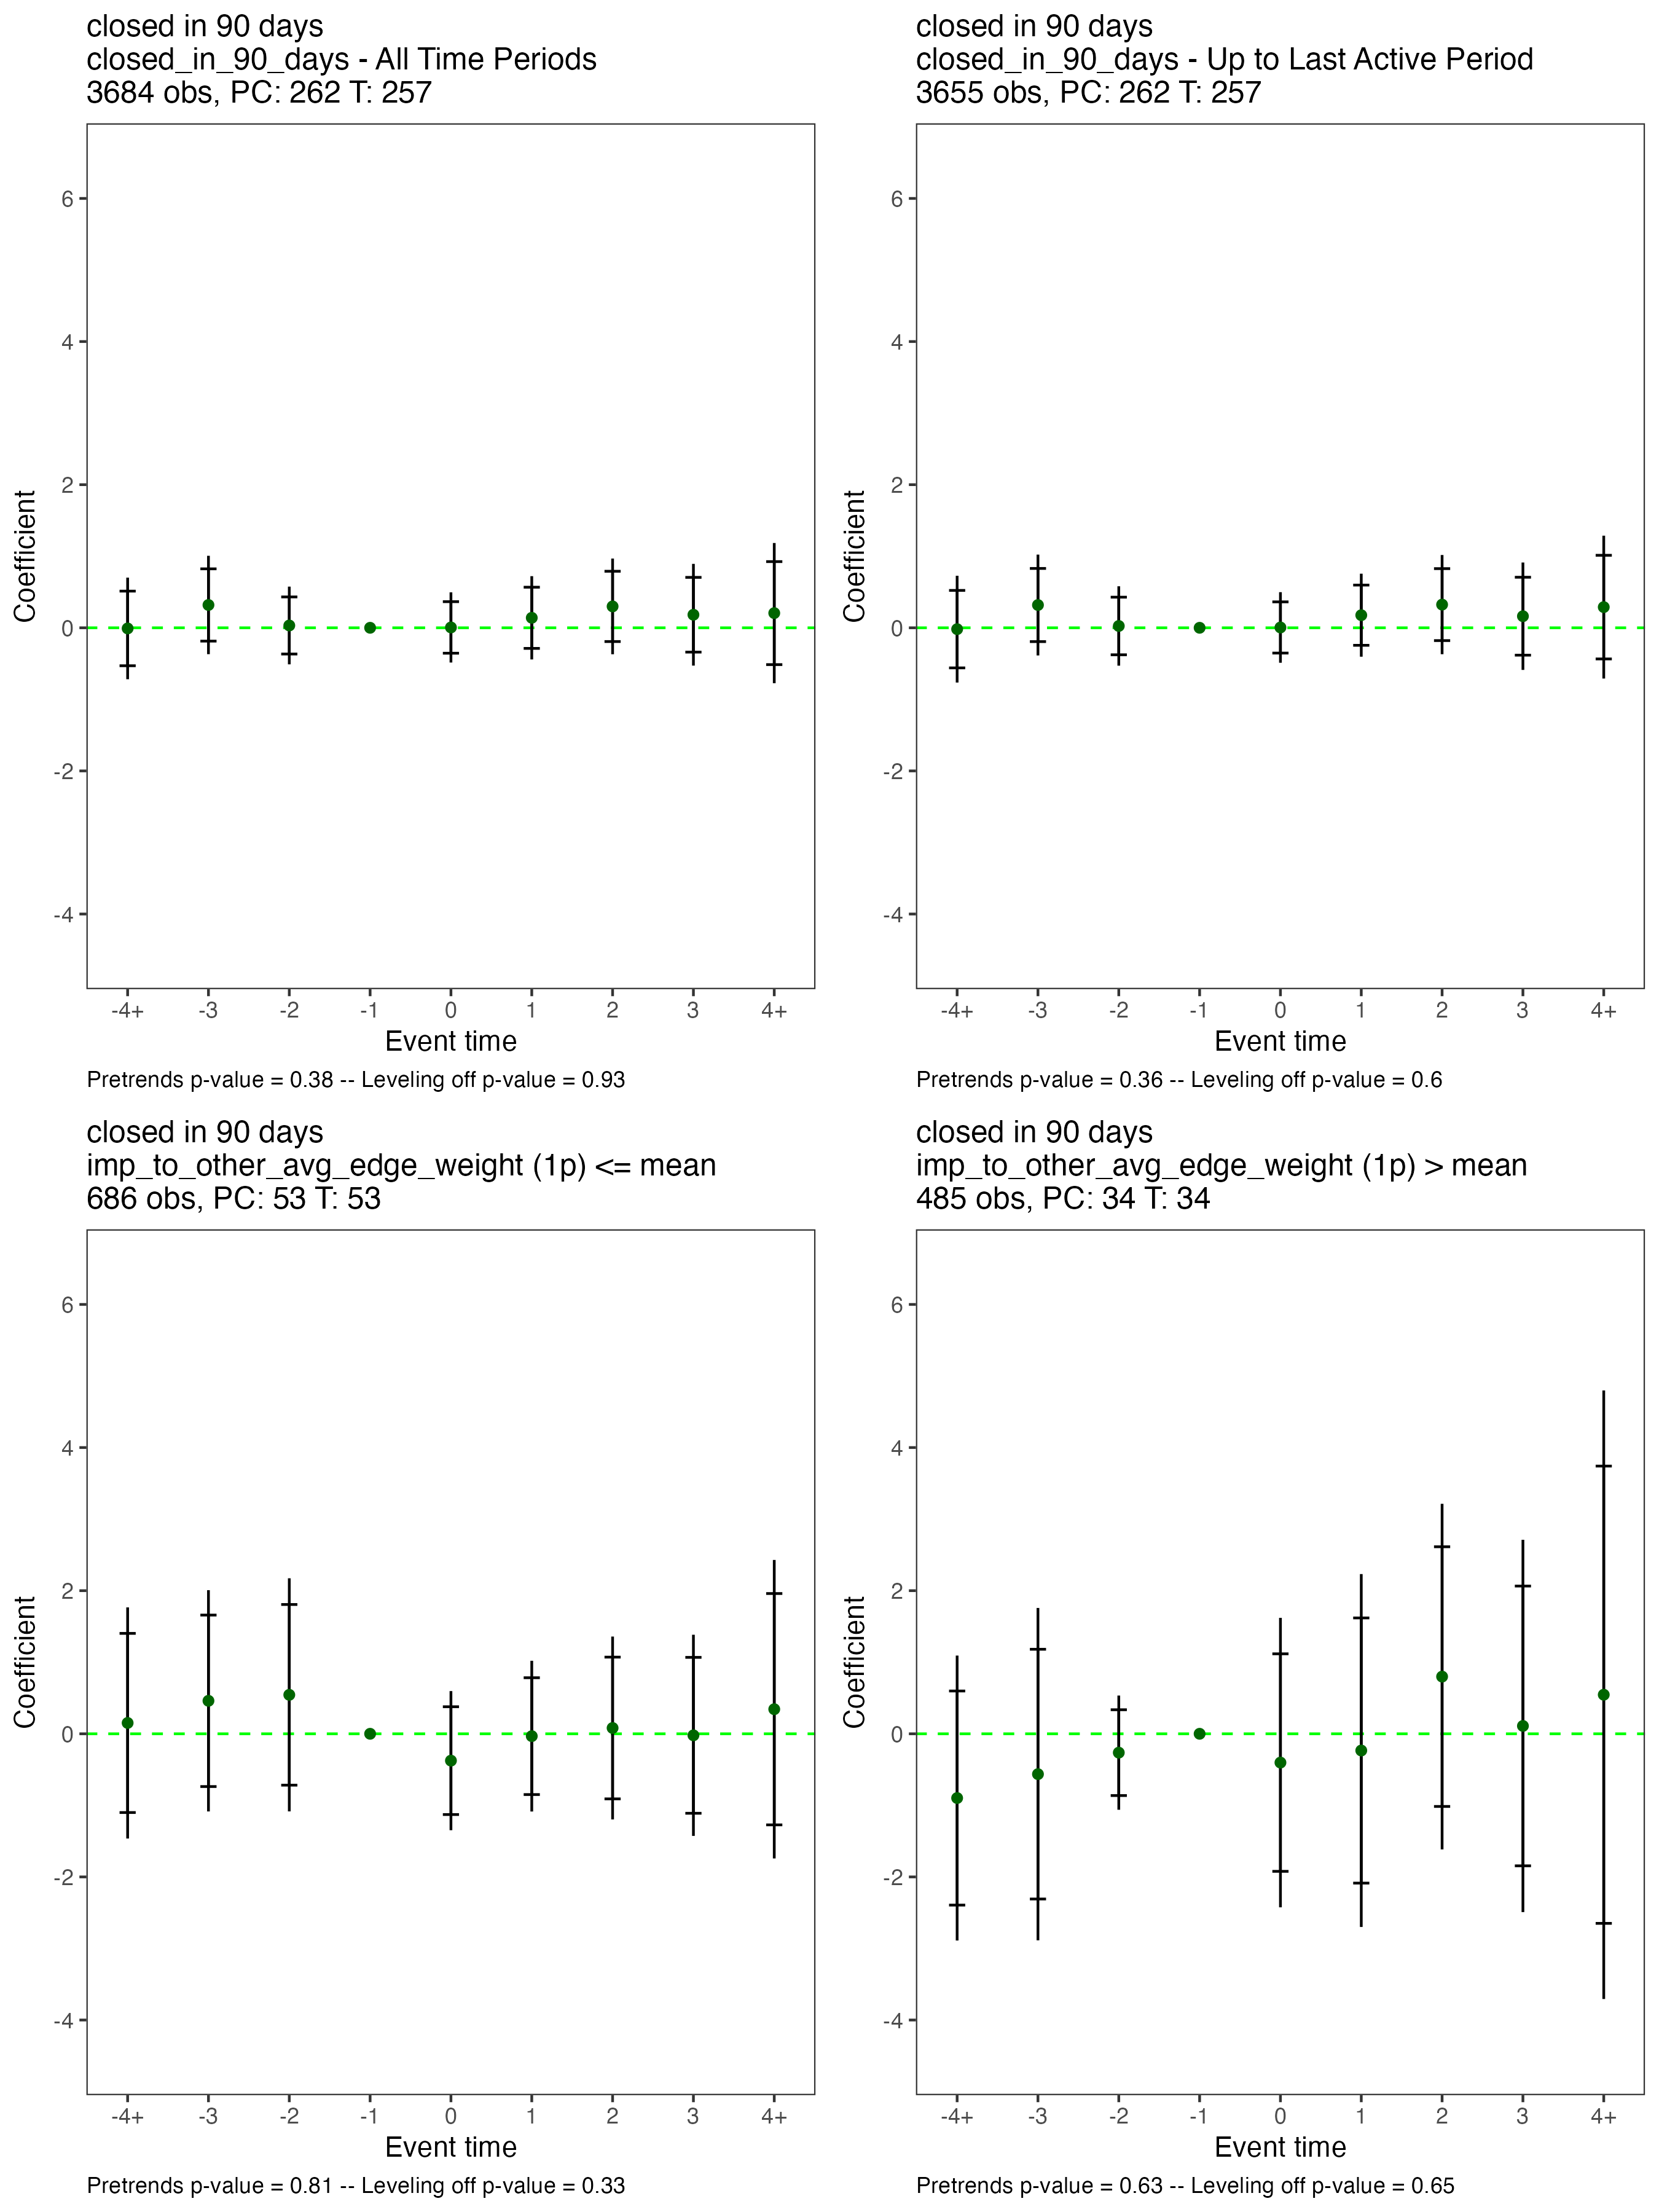 closed in 90 days
closed_in_90_days - All Time Periods
3684 obs, PC: 262 T: 257
6
4
2
0
-2
-4
Coefficient
-4+ -3 -2 -1 0 1 2 3 4+
Event time
Pretrends p-value = 0.38 -- Leveling off p-value = 0.93
closed in 90 days
closed_in_90_days - Up to Last Active Period
3655 obs, PC: 262 T: 257
6
4
2
0
-2
-4
Coefficient
-4+ -3 -2 -1 0 1 2 3 4+
Event time
Pretrends p-value = 0.36 -- Leveling off p-value = 0.6
closed in 90 days
imp_to_other_avg_edge_weight (1p) <= mean
686 obs, PC: 53 T: 53
6
4
2
0
-2
-4
Coefficient
-4+ -3 -2 -1 0 1 2 3 4+
Event time
Pretrends p-value = 0.81 -- Leveling off p-value = 0.33
closed in 90 days
imp_to_other_avg_edge_weight (1p) > mean
485 obs, PC: 34 T: 34
6
4
2
0
-2
-4
Coefficient
-4+ -3 -2 -1 0 1 2 3 4+
Event time
Pretrends p-value = 0.63 -- Leveling off p-value = 0.65